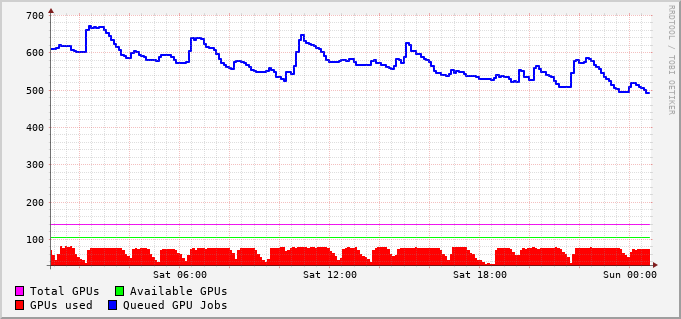 700
600
500
400
300
200
100
Sat 06:00 Sat 12:00 Sat 18:00 Sun 00:00
Total GPUs Available GPUs
GPUs used Queued GPU Jobs
RRDTOOL / TOBI OETIKER